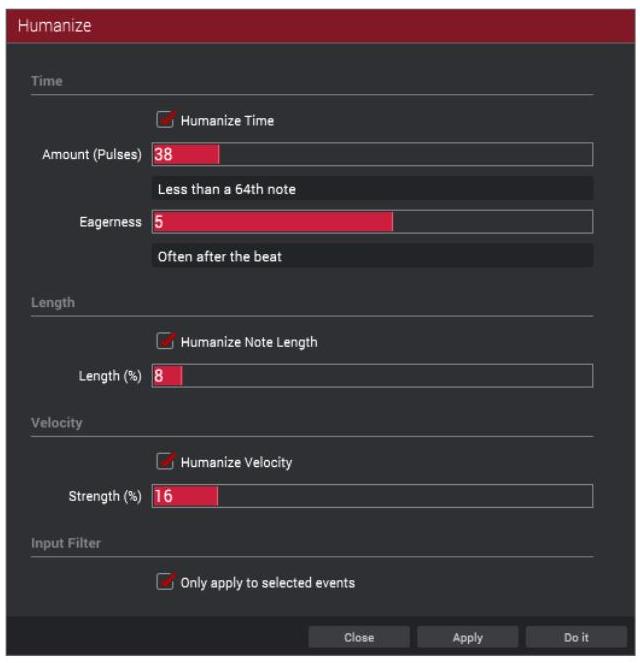 Humanize
Time
Humanize Time
Amount (Pulses) 38
Less than a 64th note
Eagerness 5
Often after the beat
Length
Humanize Note Length
Length (%) 8
Velocity
Humanize Velocity
Strength (%) 16
Input Filter
Only apply to selected events
Close Apply Do it